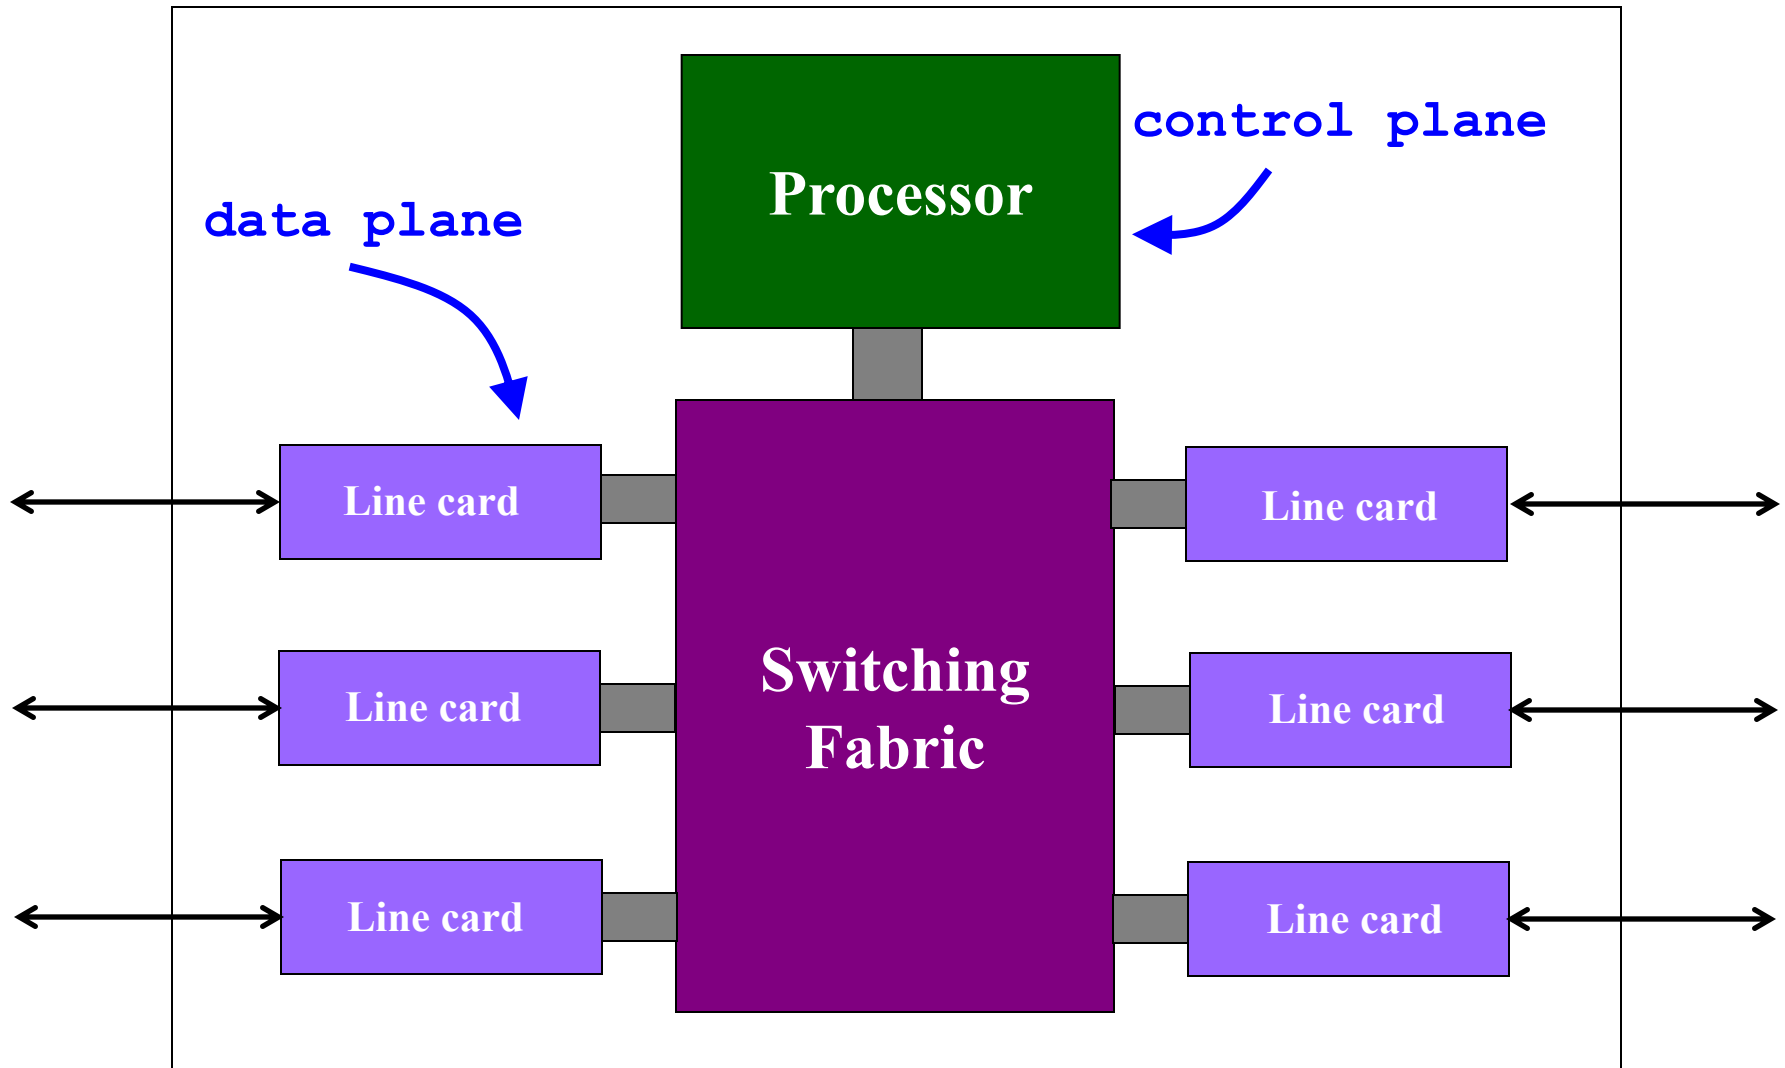 control plane
Processor
data plane
Line card
Line card
Switching
Fabric
Line card
Line card
Line card
Line card